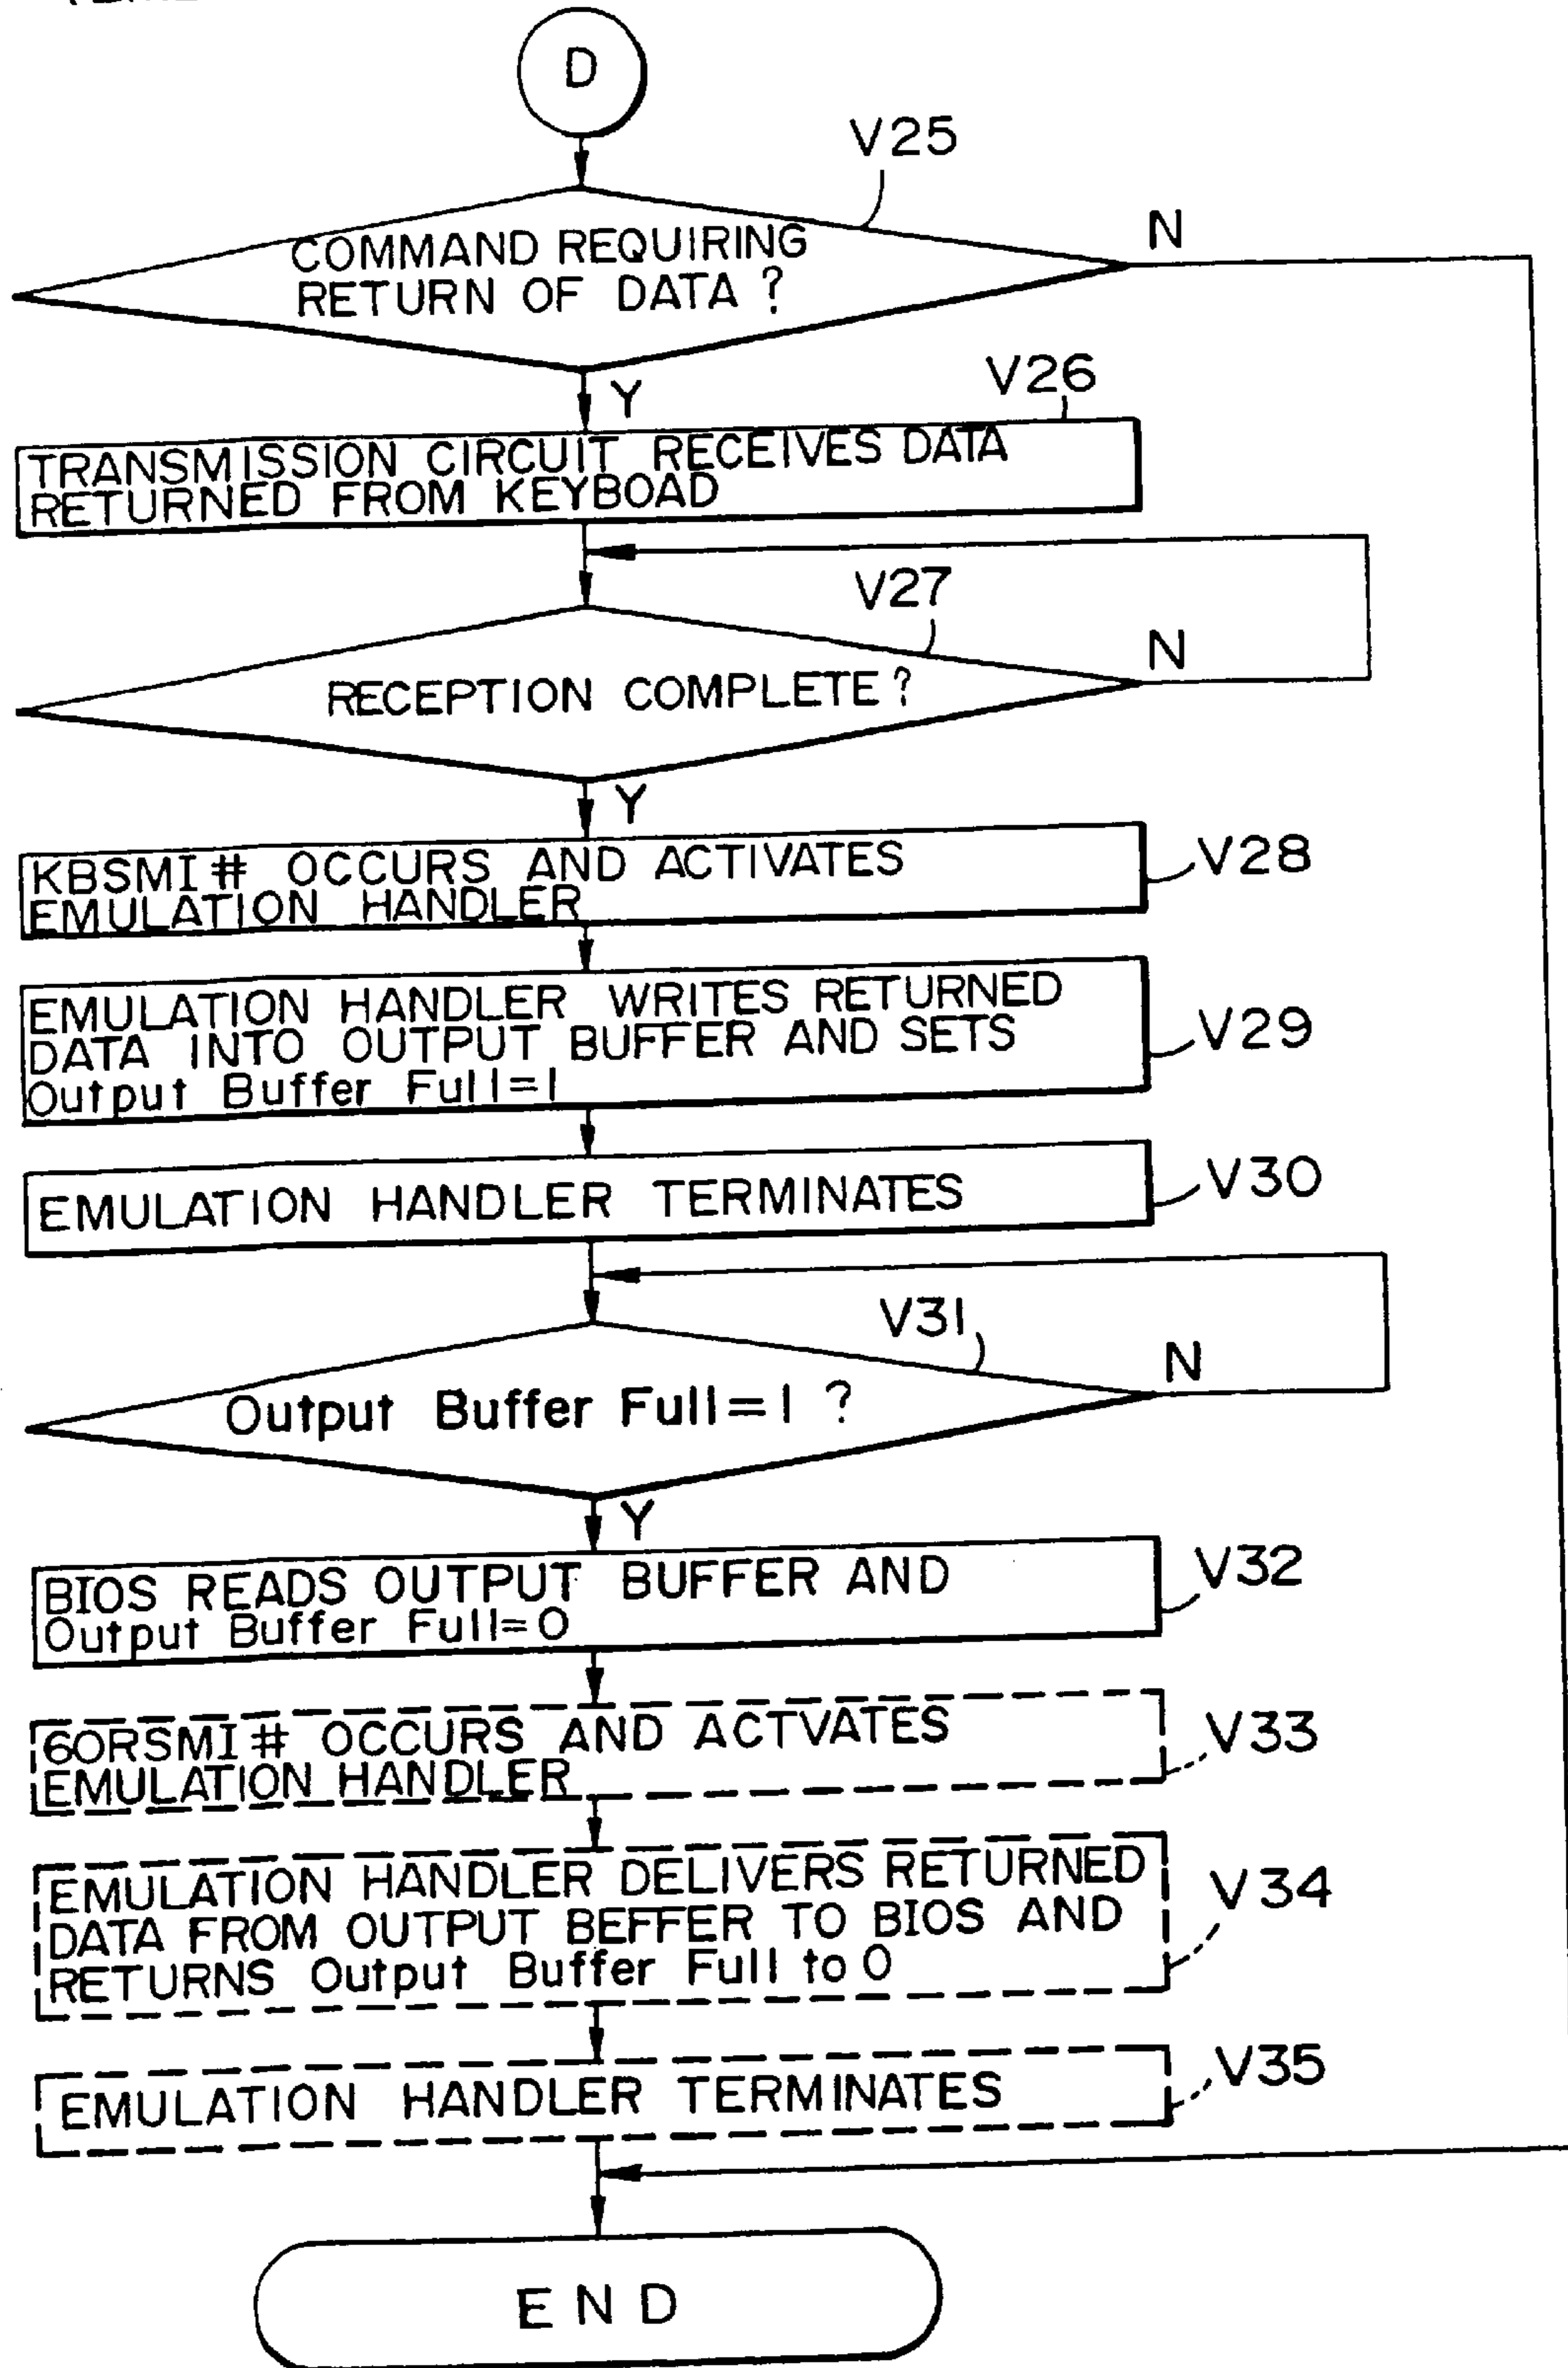 D
V25
COMMAND REQUIRING
RETURN OF DATA ?
N
Y
V26
TRANSMISSION CIRCUIT RECEIVES DATA
RETURNED FROM KEYBOAD
V27
RECEPTION COMPLETE ?
N
Y
KBSMI# OCCURS AND ACTIVATES
EMULATION HANDLER
V28
EMULATION HANDLER WRITES RETURNED
DATA INTO OUTPUT BUFFER AND SETS
Output Buffer Full=1
V29
EMULATION HANDLER TERMINATES
V30
V31
Output Buffer Full=1 ?
N
Y
BIOS READS OUTPUT BUFFER AND
Output Buffer Full=0
V32
60RSMI# OCCURS AND ACTVATES
EMULATION HANDLER
V33
EMULATION HANDLER DELIVERS RETURNED
DATA FROM OUTPUT BEFFER TO BIOS AND
RETURNS Output Buffer Full to 0
V34
EMULATION HANDLER TERMINATES
V35
END